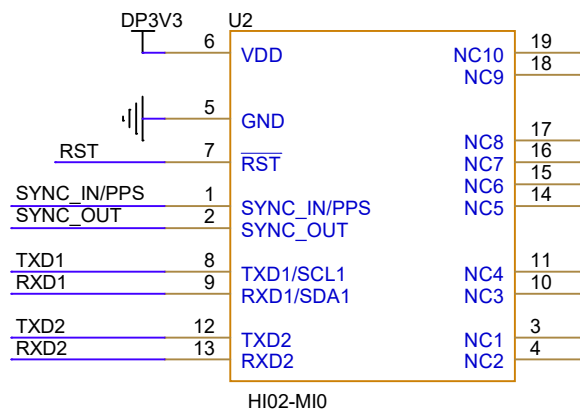 DP3V3
U2
6 VDD NC10 19
NC9 18
5 GND
NC8 17
RST 7 RST NC7 16
NC6 15
SYNC_IN/PPS 1 SYNC_IN/PPS NC5 14
SYNC_OUT 2 SYNC_OUT
TXD1 8 TXD1/SCL1 NC4 11
RXD1 9 RXD1/SDA1 NC3 10
TXD2 12 TXD2 NC1 3
RXD2 13 RXD2 NC2 4
HI02-MI0